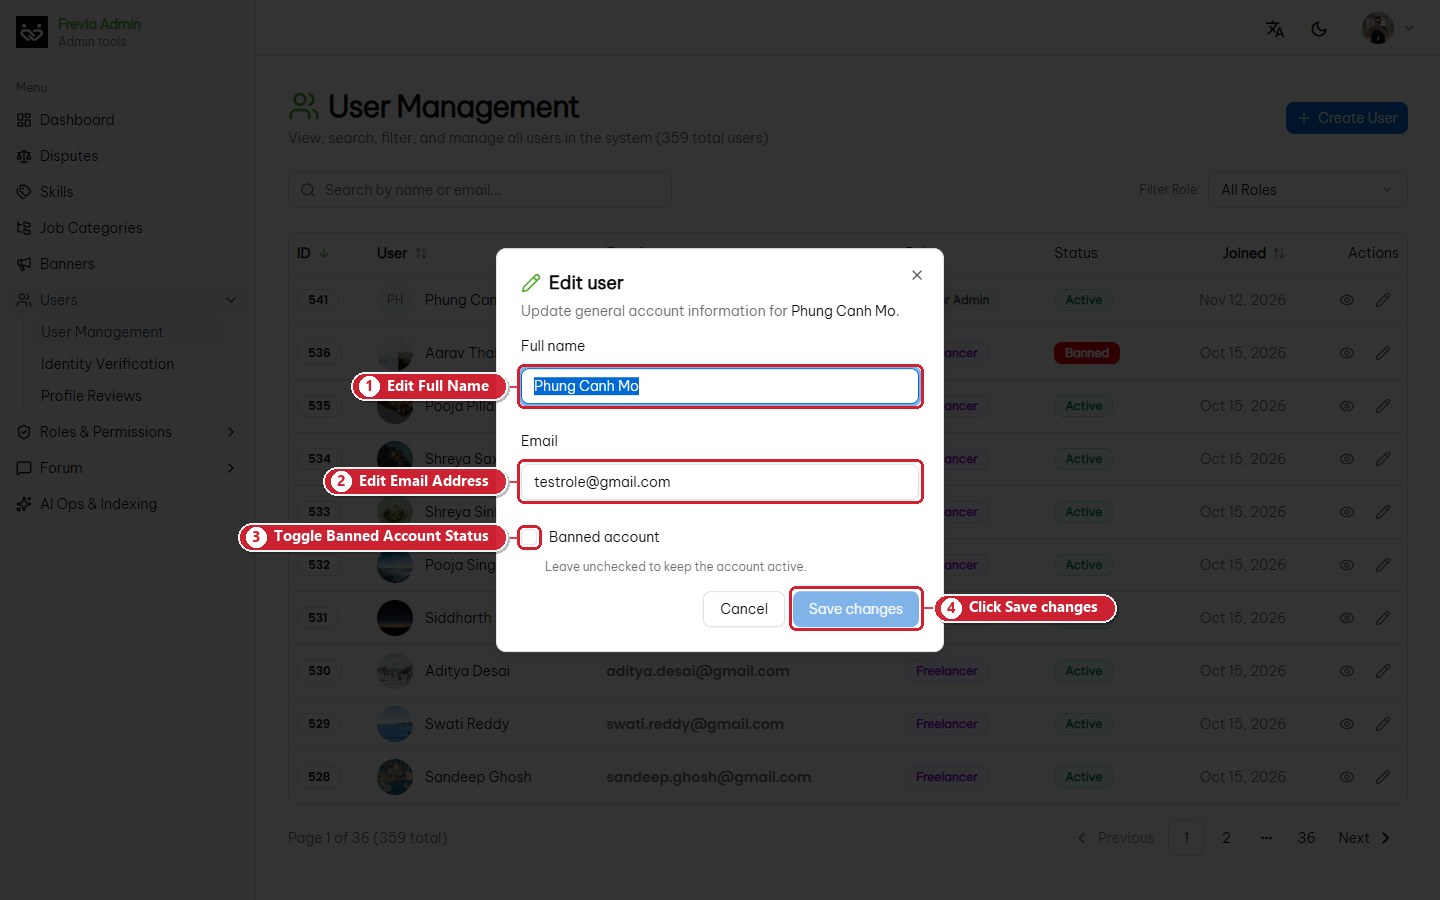 Frevia Admin
Admin tools
Menu
Dashboard
Disputes
Skills
Job Categories
Banners
Users
User Management
Identity Verification
Profile Reviews
Roles & Permissions
Forum
AI Ops & Indexing
User Management
View, search, filter, and manage all users in the system (359 total users)
Create User
Search by name or email...
Filter Role:
All Roles
ID User Status Joined Actions
541 PH Phung Can r Admin Active Nov 12, 2026
536 Aarav Tha ancer Banned Oct 15, 2026
535 Pooja Pilla ancer Active Oct 15, 2026
534 Shreya Sax ancer Active Oct 15, 2026
533 Shreya Sin ancer Active Oct 15, 2026
532 Pooja Sing ancer Active Oct 15, 2026
531 Siddharth ancer Active Oct 15, 2026
530 Aditya Desai aditya.desai@gmail.com Freelancer Active Oct 15, 2026
529 Swati Reddy swati.reddy@gmail.com Freelancer Active Oct 15, 2026
528 Sandeep Ghosh sandeep.ghosh@gmail.com Freelancer Active Oct 15, 2026
Page 1 of 36 (359 total)
Previous 1 2 ··· 36 Next
Edit user
Update general account information for Phung Canh Mo.
Full name
1 Edit Full Name
Phung Canh Mo
Email
2 Edit Email Address
testrole@gmail.com
3 Toggle Banned Account Status
Banned account
Leave unchecked to keep the account active.
Cancel
Save changes
4 Click Save changes